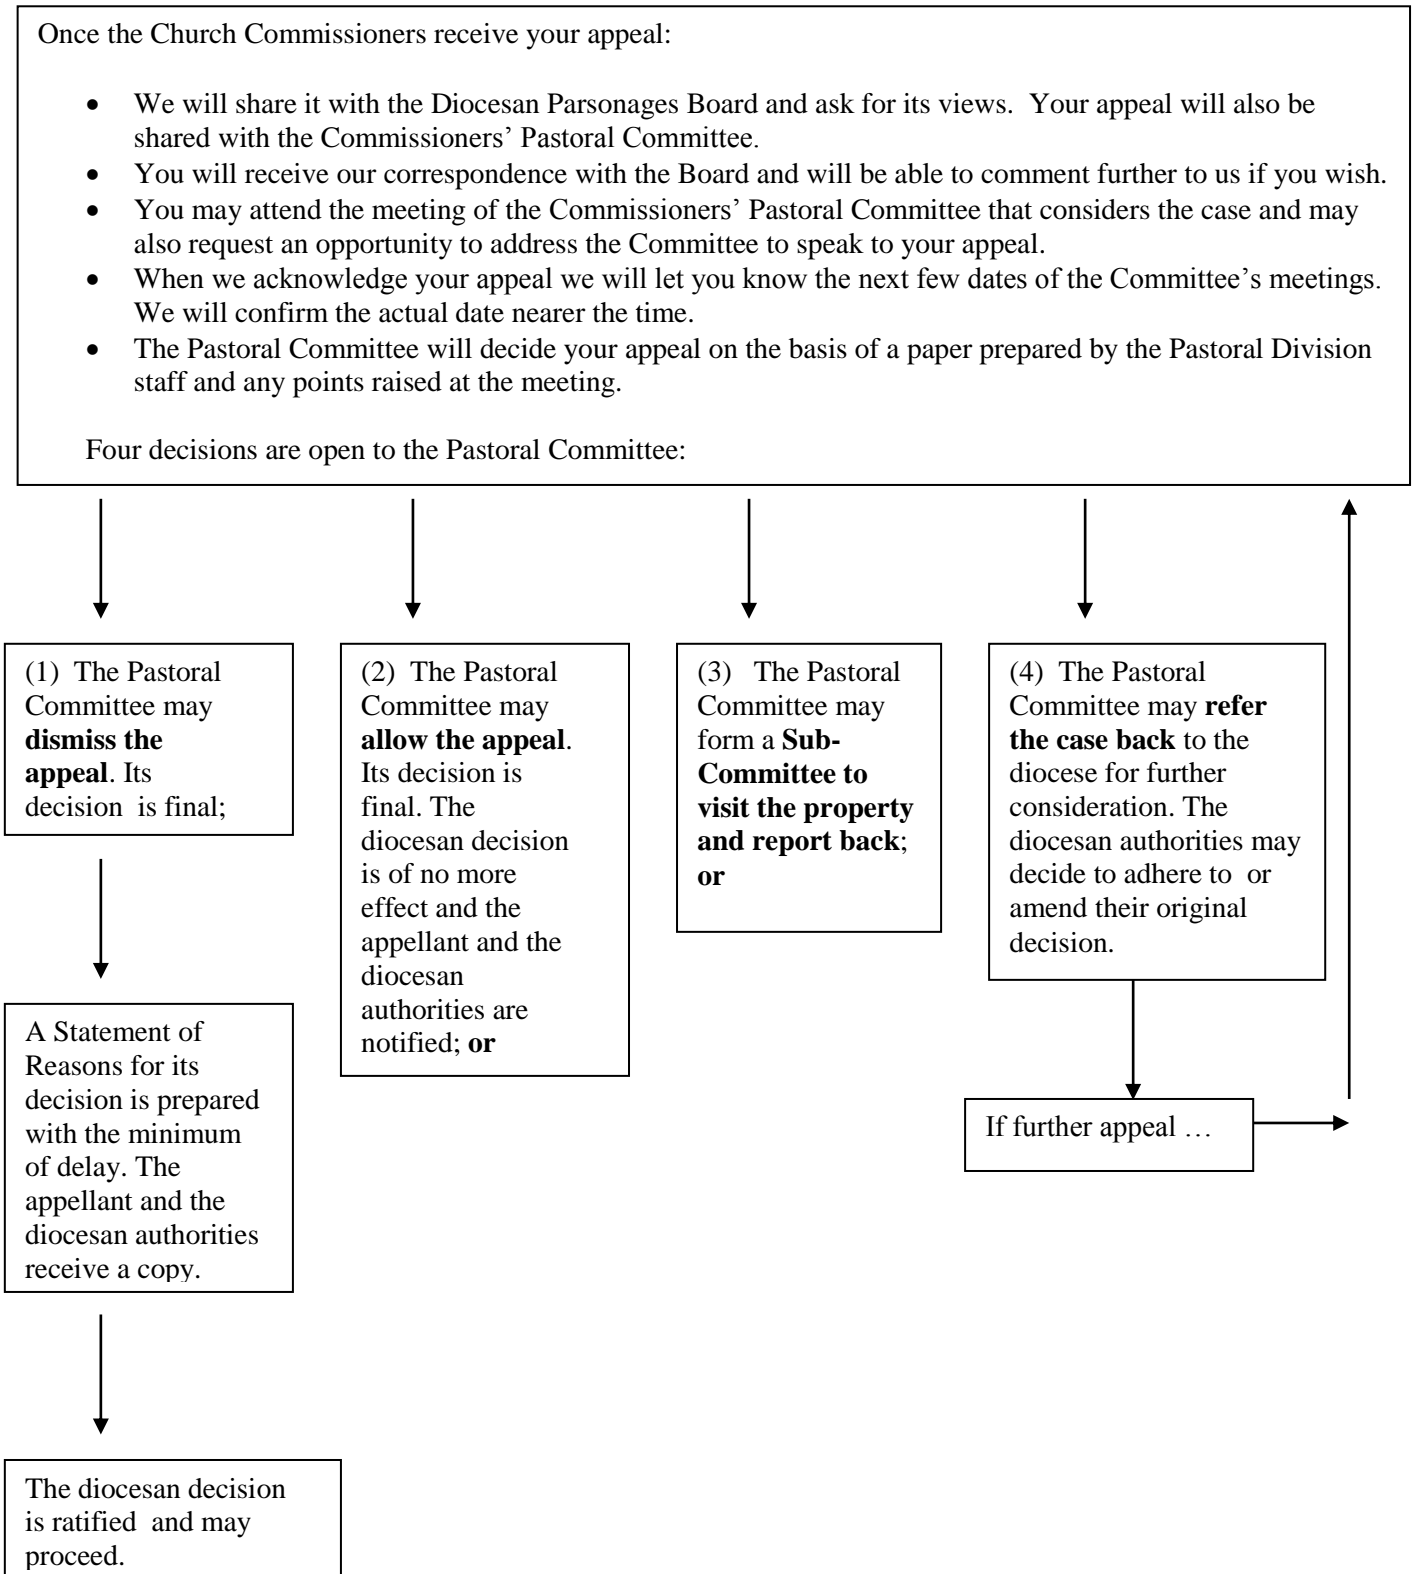 Once the Church Commissioners receive your appeal:
• We will share it with the Diocesan Parsonages Board and ask for its views.  Your appeal will also be
shared with the Commissioners’ Pastoral Committee.
• You will receive our correspondence with the Board and will be able to comment further to us if you wish.
• You may attend the meeting of the Commissioners’ Pastoral Committee that considers the case and may
also request an opportunity to address the Committee to speak to your appeal.
• When we acknowledge your appeal we will let you know the next few dates of the Committee’s meetings.
We will confirm the actual date nearer the time.
• The Pastoral Committee will decide your appeal on the basis of a paper prepared by the Pastoral Division
staff and any points raised at the meeting.
Four decisions are open to the Pastoral Committee:
(1)  The Pastoral
Committee may
dismiss the
appeal. Its
decision  is final;
A Statement of
Reasons for its
decision is prepared
with the minimum
of delay. The
appellant and the
diocesan authorities
receive a copy.
The diocesan decision
is ratified  and may
proceed.
(2)  The Pastoral
Committee may
allow the appeal.
Its decision is
final. The
diocesan decision
is of no more
effect and the
appellant and the
diocesan
authorities are
notified; or
(3)   The Pastoral
Committee may
form a Sub-
Committee to
visit the property
and report back;
or
(4)  The Pastoral
Committee may refer
the case back to the
diocese for further
consideration. The
diocesan authorities may
decide to adhere to  or
amend their original
decision.
If further appeal …